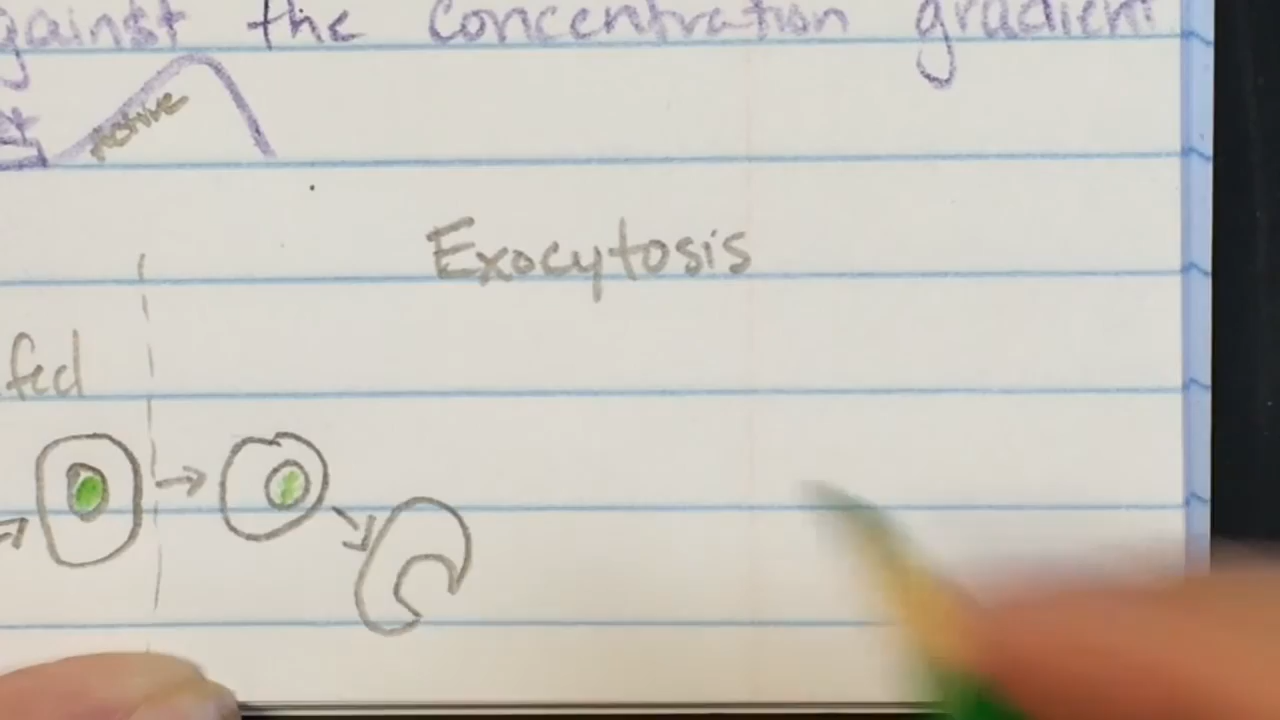 against the concentration gradient
Active
Exocytosis
fed